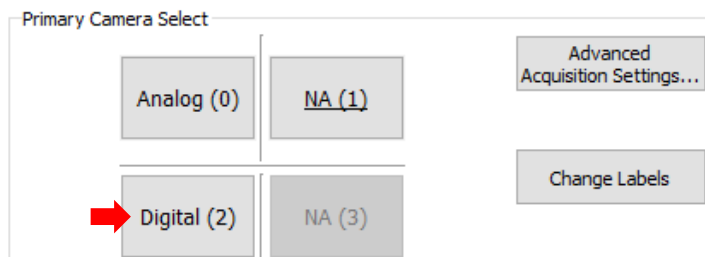 Primary Camera Select
Analog (0)
NA (1)
Advanced
Acquisition Settings...
Digital (2)
NA (3)
Change Labels